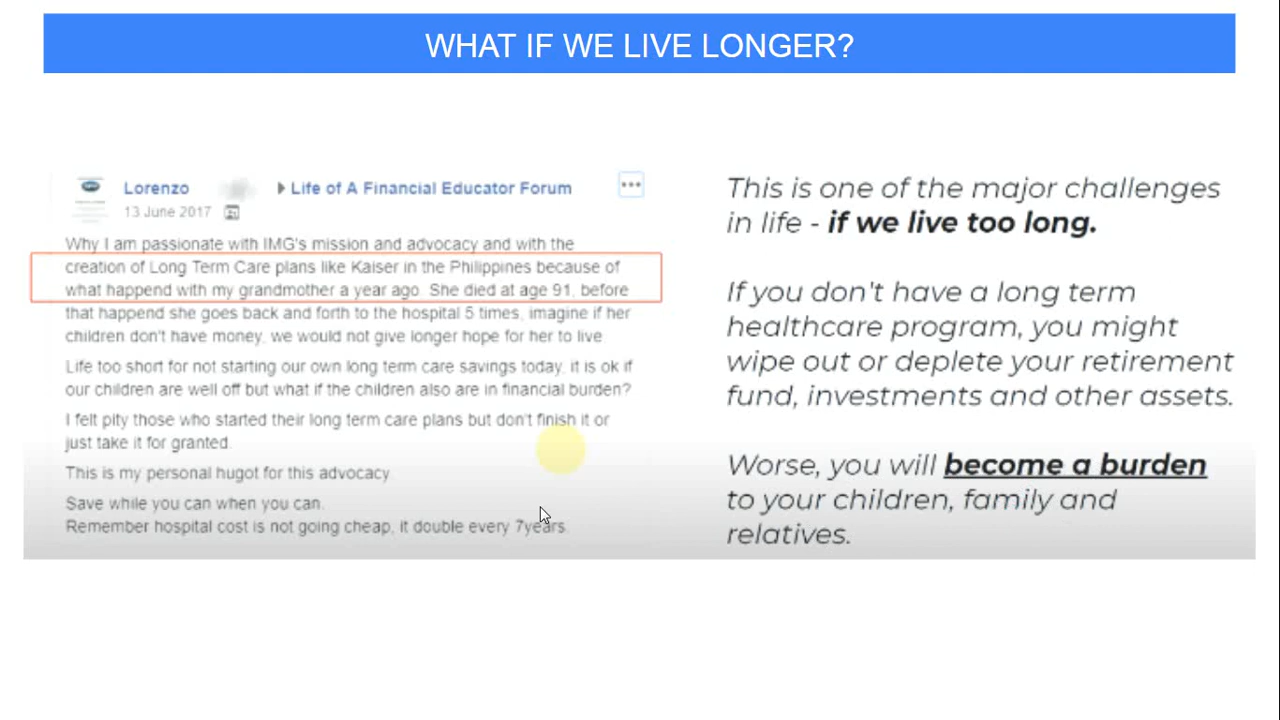 WHAT IF WE LIVE LONGER?
Lorenzo
Life of A Financial Educator Forum
13 June 2017
Why I am passionate with IMG's mission and advocacy and with the
creation of Long Term Care plans like Kaiser in the Philippines because of
what happend with my grandmother a year ago. She died at age 91, before
that happend she goes back and forth to the hospital 5 times, imagine if her
children don't have money, we would not give longer hope for her to live.
Life too short for not starting our own long term care savings today, it is ok if
our children are well off but what if the children also are in financial burden?
I felt pity those who started their long term care plans but don't finish it or
just take it for granted.
This is my personal hugot for this advocacy.
Save while you can when you can.
Remember hospital cost is not going cheap, it double every 7years.
This is one of the major challenges
in life - if we live too long.
If you don't have a long term
healthcare program, you might
wipe out or deplete your retirement
fund, investments and other assets.
Worse, you will become a burden
to your children, family and
relatives.